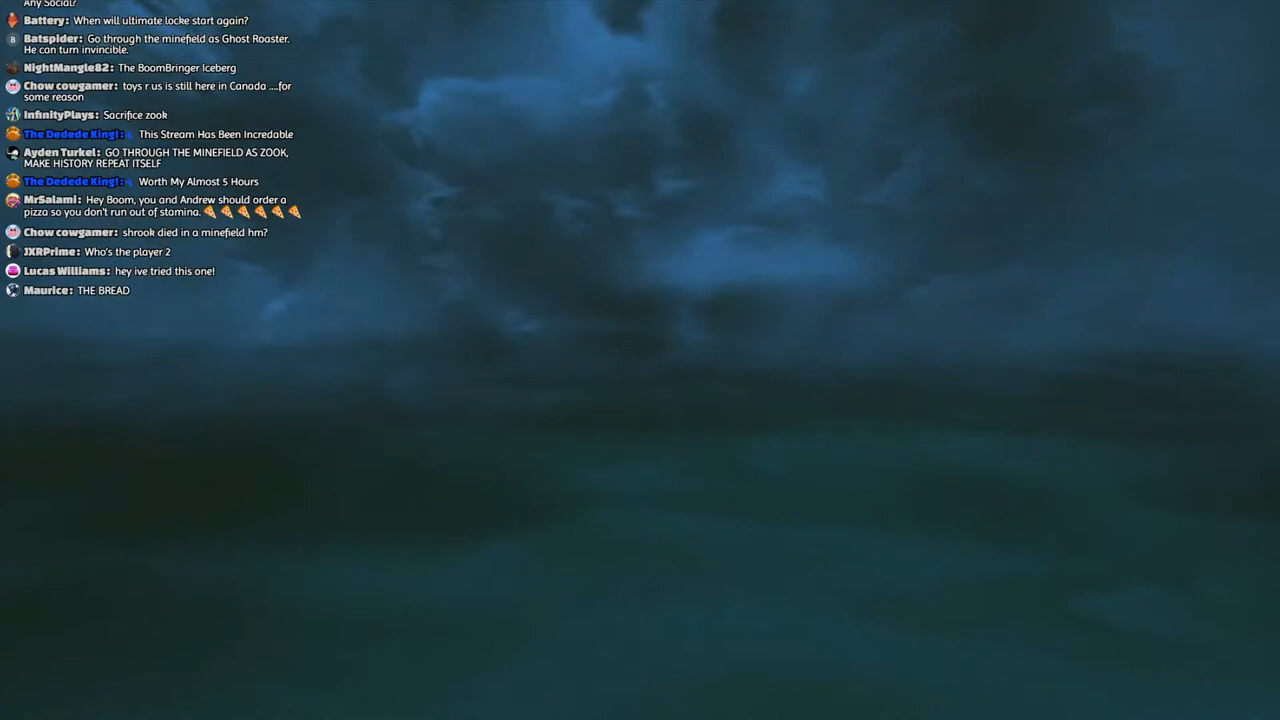 Any Social?
Battery: When will ultimate locke start again?
Batspider: Go through the minefield as Ghost Roaster.
He can turn invincible.
NightMangle82: The BoomBringer Iceberg
Chow cowgamer: toys r us is still here in Canada ....for
some reason
InfinityPlays: Sacrifice zook
The Dedede King!: This Stream Has Been Incredable
Ayden Turkel: GO THROUGH THE MINEFIELD AS ZOOK,
MAKE HISTORY REPEAT ITSELF
The Dedede King!: Worth My Almost 5 Hours
MrSalami: Hey Boom, you and Andrew should order a
pizza so you don't run out of stamina. 🍕🍕🍕🍕🍕🍕
Chow cowgamer: shrook died in a minefield hm?
JXRPrime: Who's the player 2
Lucas Williams: hey ive tried this one!
Maurice: THE BREAD